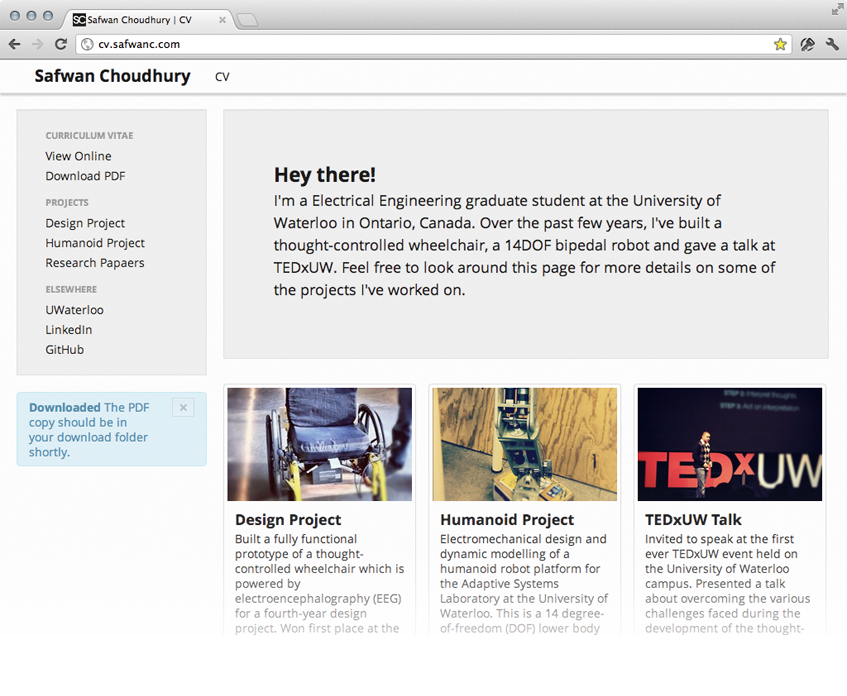 SC Safwan Choudhury | CV
cv.safwanc.com
Safwan Choudhury CV
CURRICULUM VITAE
View Online
Download PDF
PROJECTS
Design Project
Humanoid Project
Research Papaers
ELSEWHERE
UWaterloo
LinkedIn
GitHub
Downloaded The PDF
copy should be in
your download folder
shortly.
Hey there!
I'm a Electrical Engineering graduate student at the University of
Waterloo in Ontario, Canada. Over the past few years, I've built a
thought-controlled wheelchair, a 14DOF bipedal robot and gave a talk at
TEDxUW. Feel free to look around this page for more details on some of
the projects I've worked on.
Design Project
Built a fully functional
prototype of a thought-
controlled wheelchair which is
powered by
electroencephalography (EEG)
for a fourth-year design
project. Won first place at the
Humanoid Project
Electromechanical design and
dynamic modelling of a
humanoid robot platform for
the Adaptive Systems
Laboratory at the University of
Waterloo. This is a 14 degree-
of-freedom (DOF) lower body
STEP 2: Interpret thoughts
STEP 3: Act on interpretation
TEDxUW
TEDxUW Talk
Invited to speak at the first
ever TEDxUW event held on
the University of Waterloo
campus. Presented a talk
about overcoming the various
challenges faced during the
development of the thought-